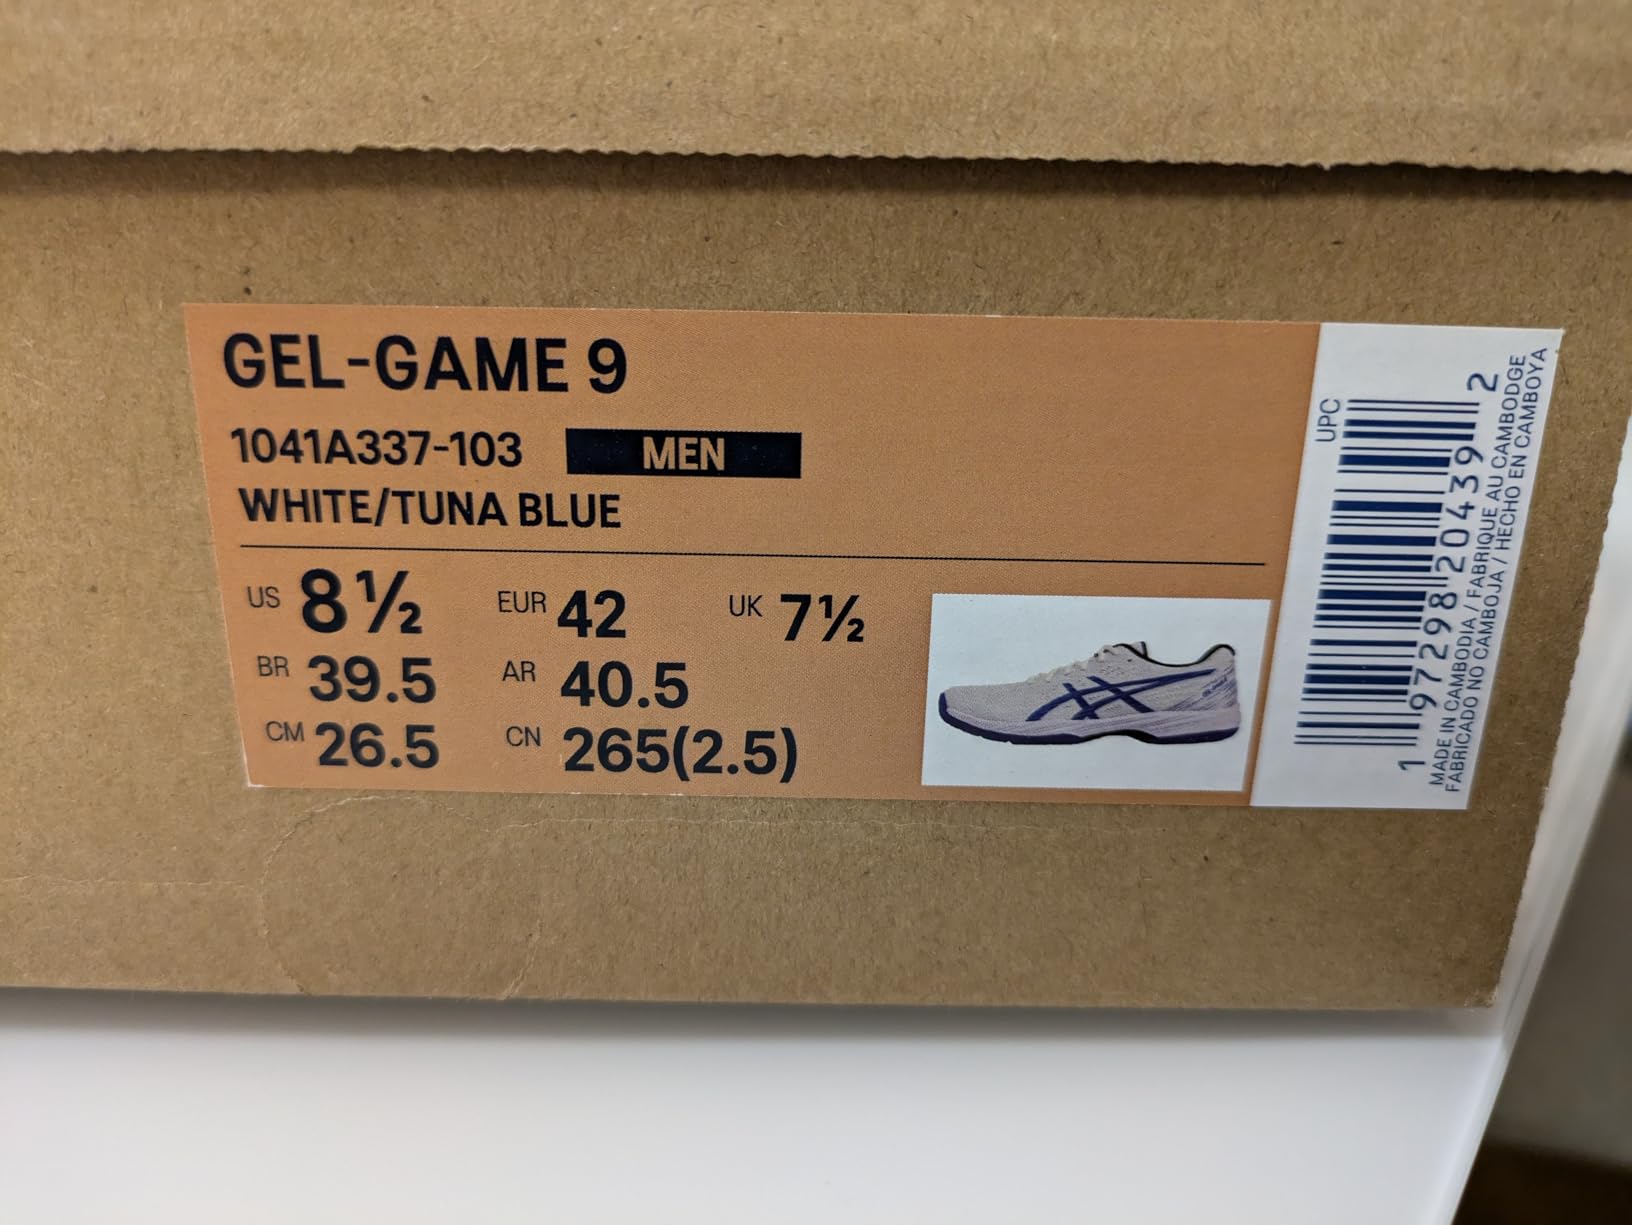 GEL-GAME 9
1041A337-103 MEN
WHITE/TUNA BLUE
US 8½ EUR 42 UK 7½
BR 39.5 AR 40.5
CM 26.5 CN 265(2.5)
UPC
1 97298 20439 2
MADE IN CAMBODIA / FABRIQUE AU CAMBODGE
FABRICADO NO CAMBOJA / HECHO EN CAMBOYA